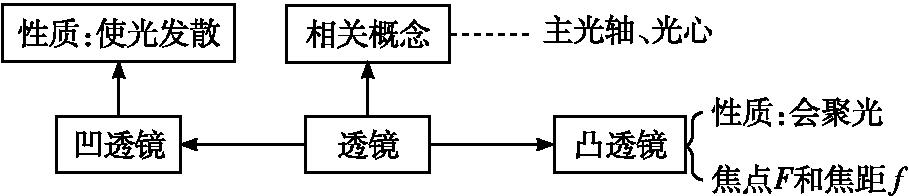 性质:使光发散
相关概念
主光轴、光心
凹透镜
透镜
凸透镜
性质:会聚光
焦点F和焦距f